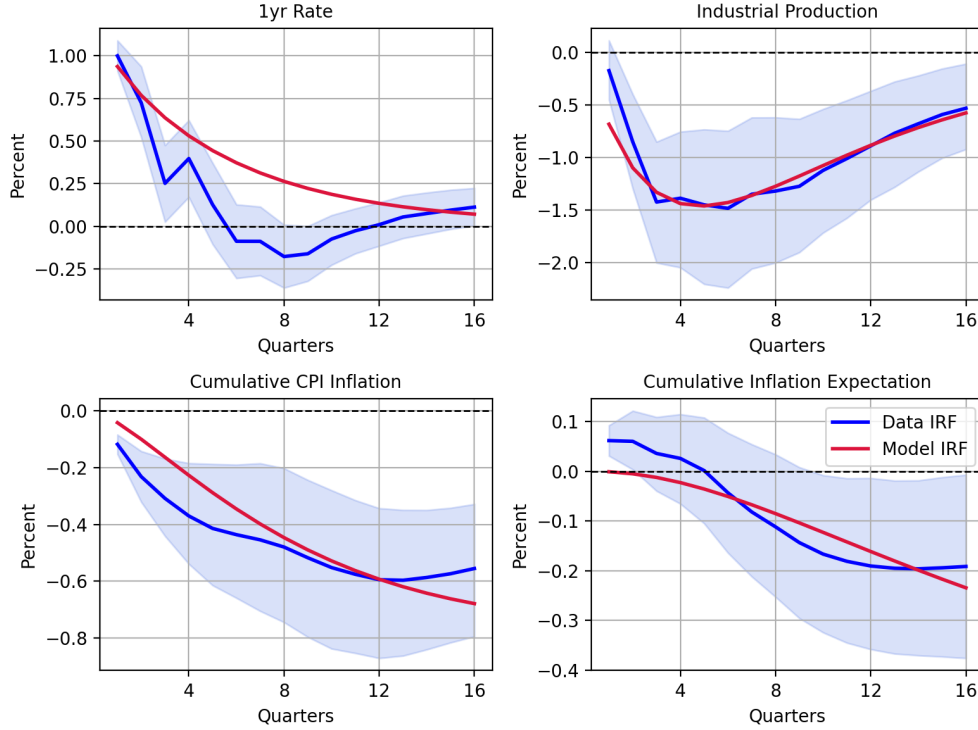 1yr Rate
1.00
0.75
0.50
0.25
0.00
−0.25
Percent
4
8
12
16
Quarters
Industrial Production
0.0
−0.5
−1.0
−1.5
−2.0
Percent
4
8
12
16
Quarters
Cumulative CPI Inflation
0.0
−0.2
−0.4
−0.6
−0.8
Percent
4
8
12
16
Quarters
Cumulative Inflation Expectation
0.1
0.0
−0.1
−0.2
−0.3
−0.4
Percent
Data IRF
Model IRF
4
8
12
16
Quarters